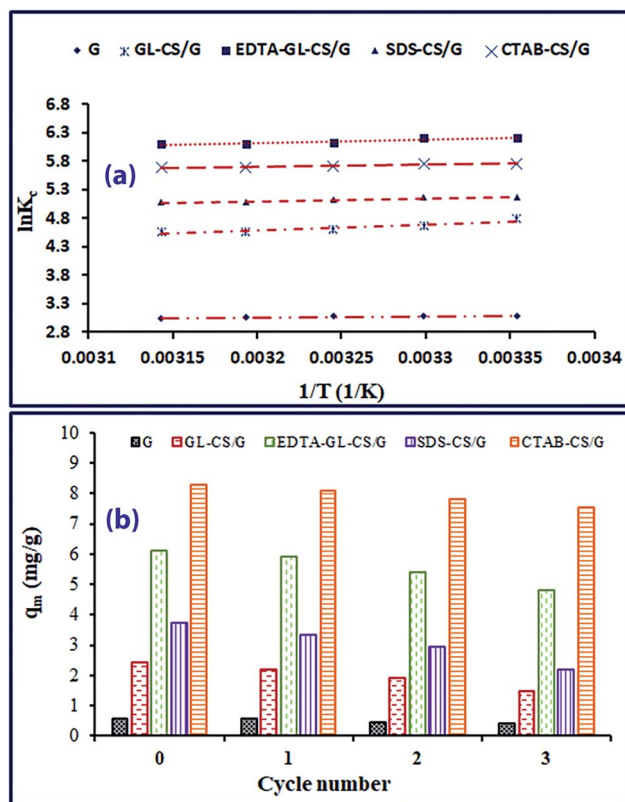 G GL-CS/G EDTA-GL-CS/G SDS-CS/G CTAB-CS/G
6.8
6.3
5.8
5.3
4.8
4.3
3.8
3.3
2.8
lnKc
(a)
0.0031 0.00315 0.0032 0.00325 0.0033 0.00335 0.0034
1/T (1/K)
G GL-CS/G EDTA-GL-CS/G SDS-CS/G CTAB-CS/G
10
9
8
7
6
5
4
3
2
1
0
qm (mg/g)
(b)
0 1 2 3
Cycle number